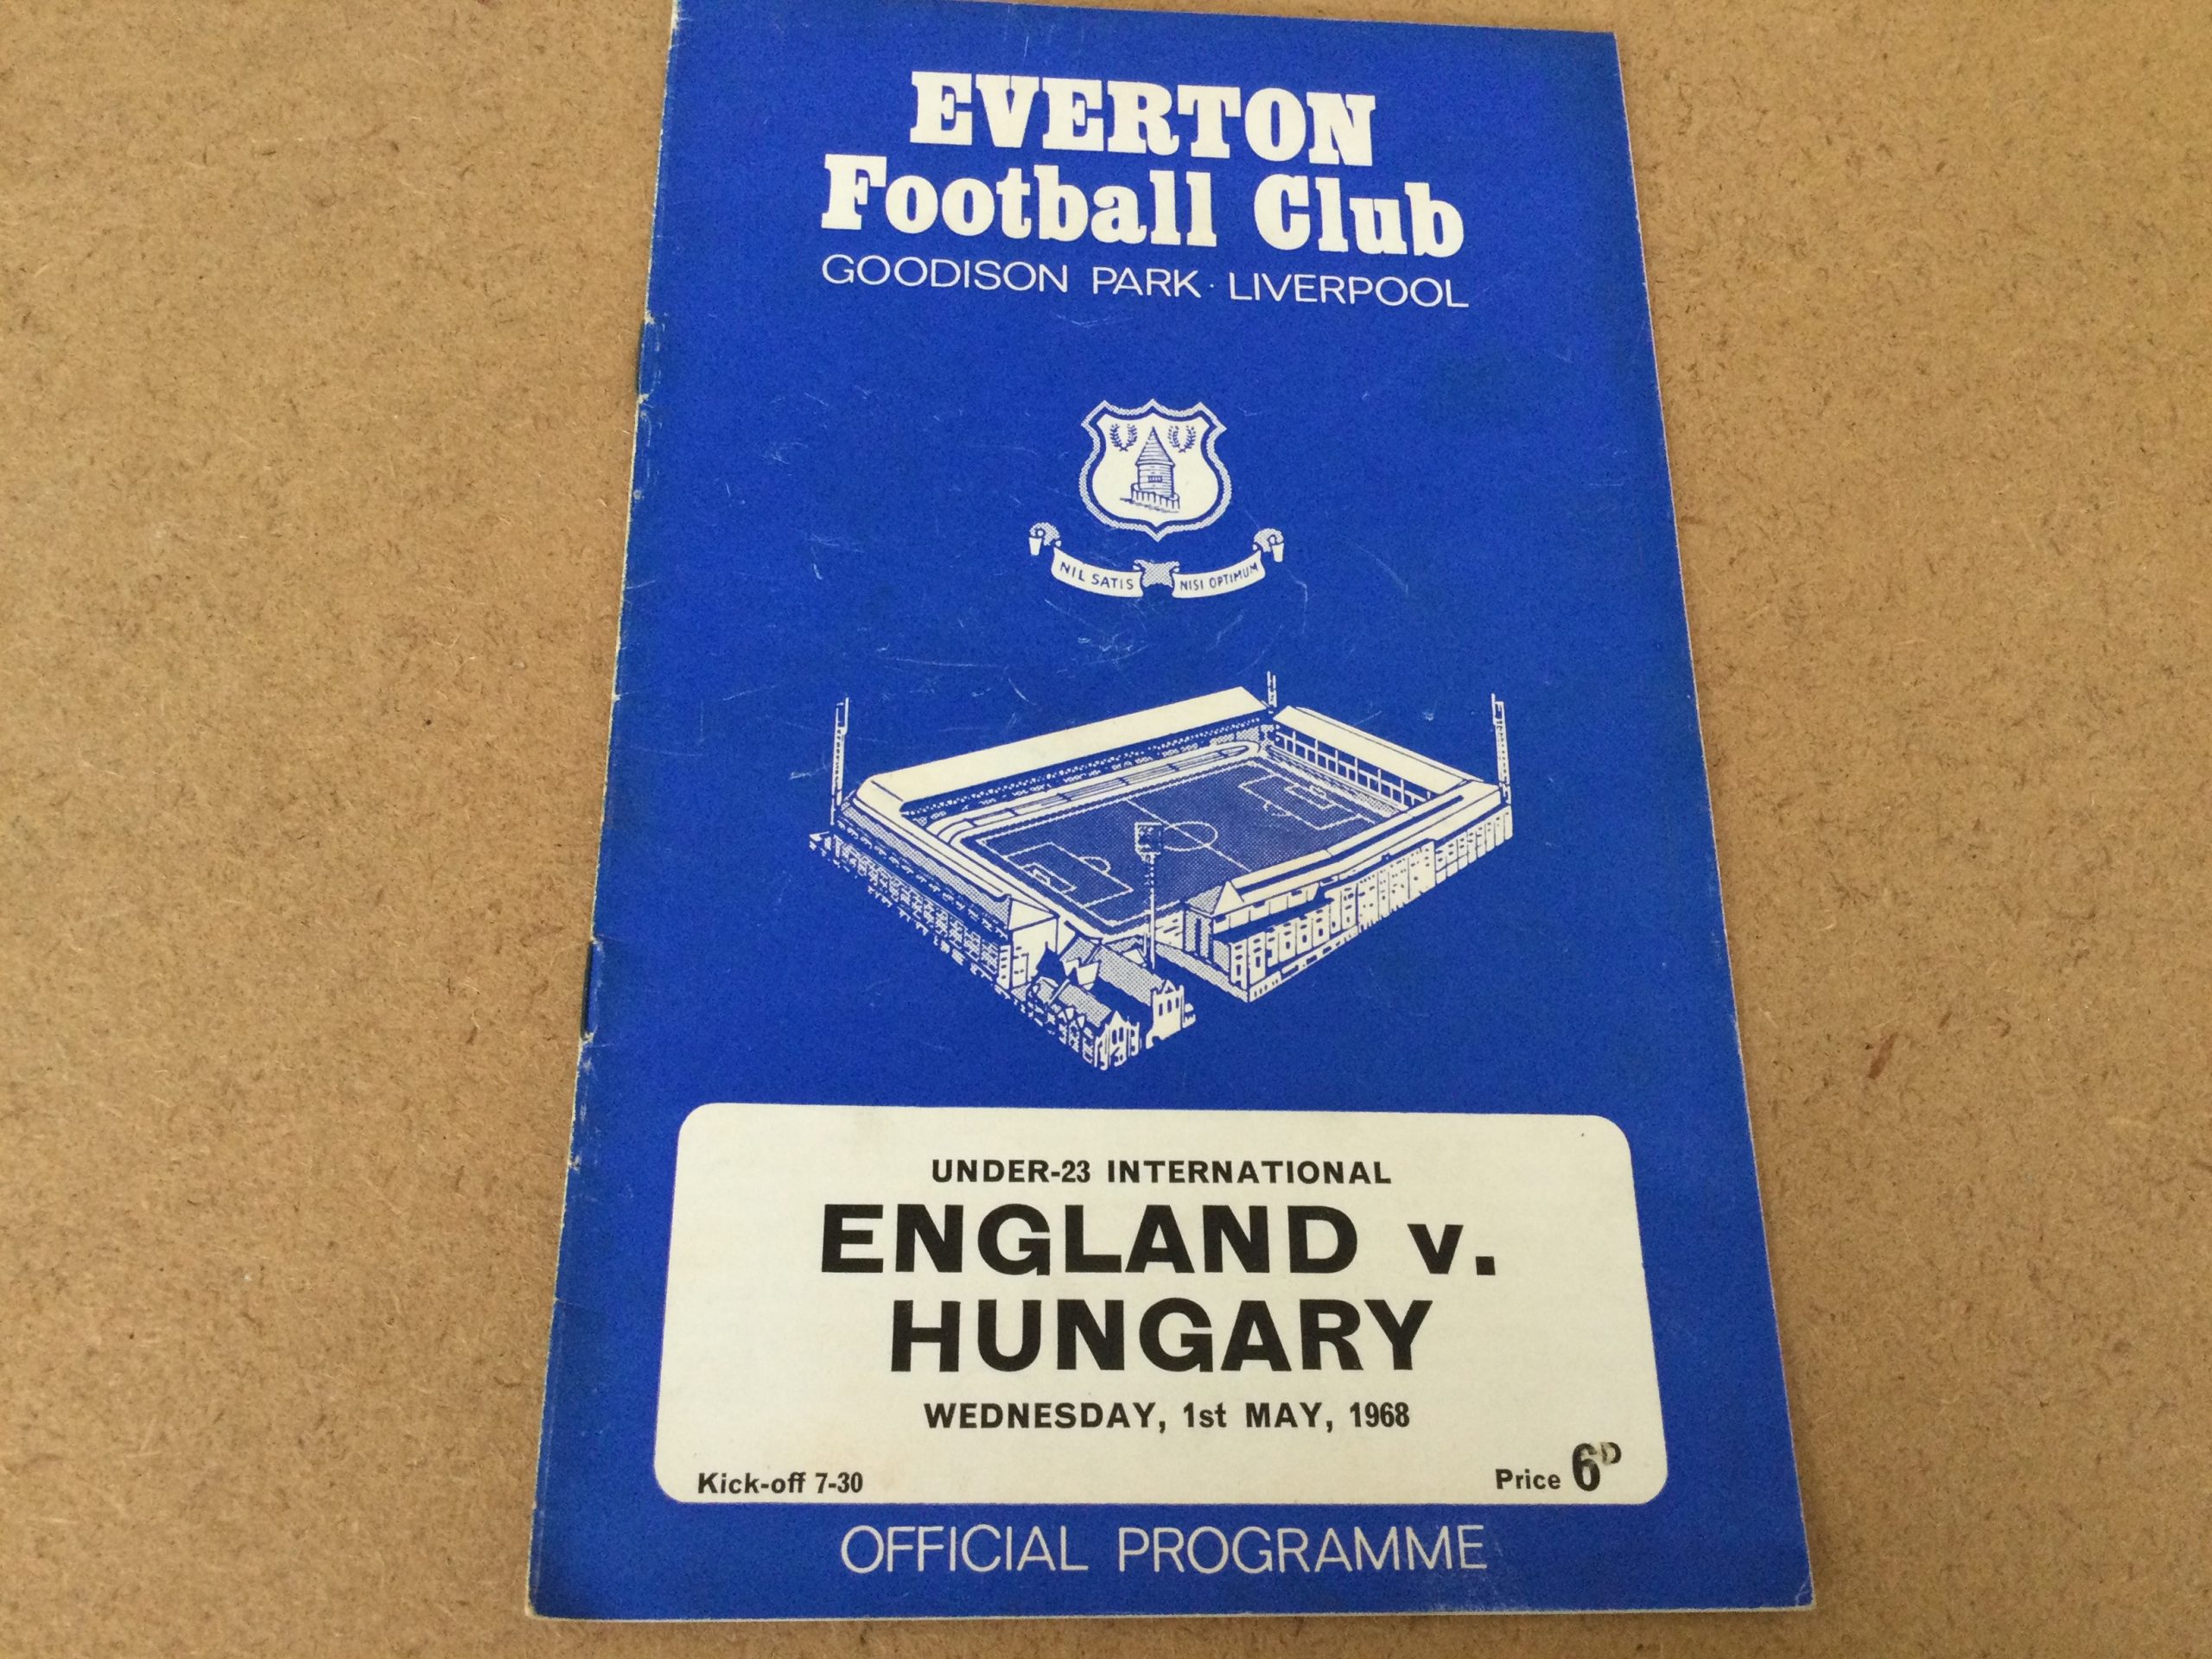 EVERTON
Football Club
GOODISON PARK · LIVERPOOL
NIL SATIS NISI OPTIMUM
UNDER-23 INTERNATIONAL
ENGLAND v.
HUNGARY
WEDNESDAY, 1st MAY, 1968
Kick-off 7-30
Price 6D
OFFICIAL PROGRAMME